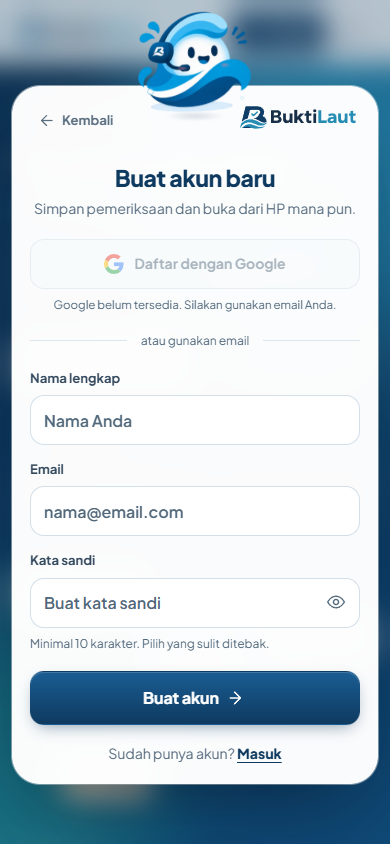 Kembali
BuktiLaut
Buat akun baru
Simpan pemeriksaan dan buka dari HP mana pun.
Daftar dengan Google
Google belum tersedia. Silakan gunakan email Anda.
atau gunakan email
Nama lengkap
Nama Anda
Email
nama@email.com
Kata sandi
Buat kata sandi
Minimal 10 karakter. Pilih yang sulit ditebak.
Buat akun
Sudah punya akun? Masuk